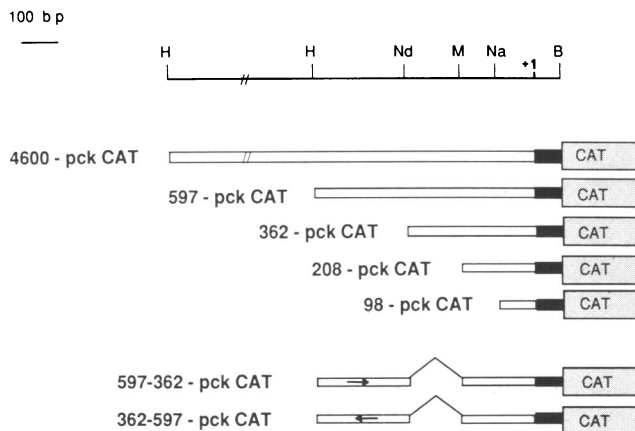 100 bp
H H Nd M Na +1 B
4600 - pck CAT CAT
597 - pck CAT CAT
362 - pck CAT CAT
208 - pck CAT CAT
98 - pck CAT CAT
597-362 - pck CAT CAT
362-597 - pck CAT CAT